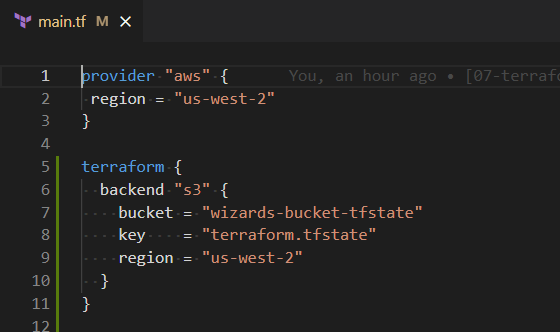 main.tf M ×
1 provider "aws" { You, an hour ago • [07-terrafo
2 region = "us-west-2"
3 }
4
5 terraform {
6 backend "s3" {
7 bucket = "wizards-bucket-tfstate"
8 key = "terraform.tfstate"
9 region = "us-west-2"
10 }
11 }
12